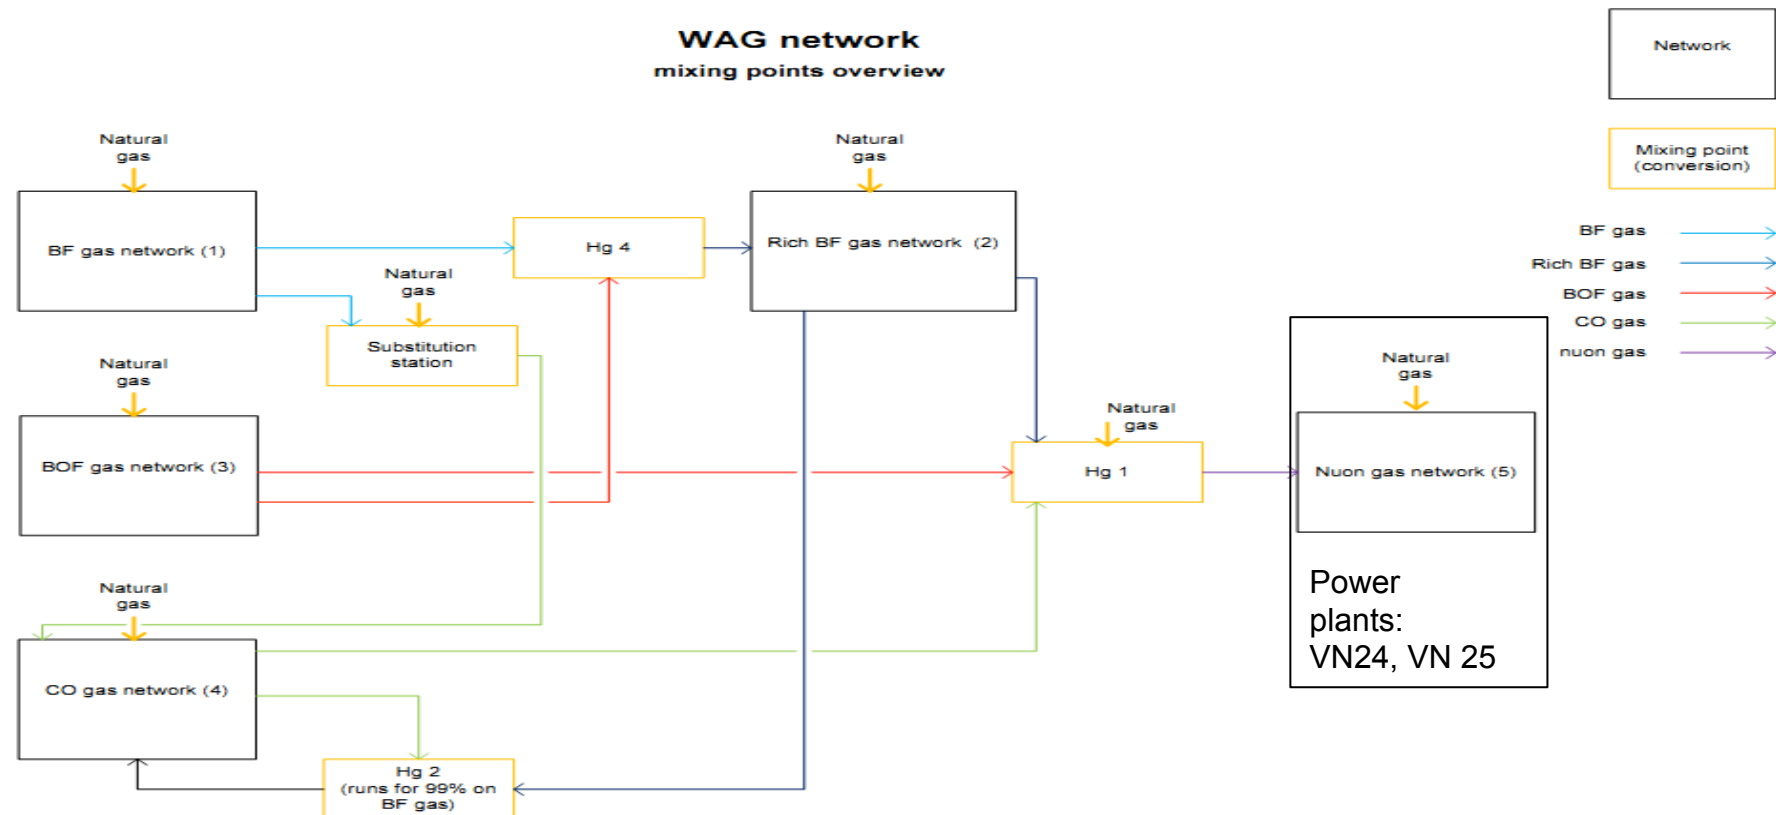 WAG network
mixing points overview
Network
Mixing point
(conversion)
BF gas
Rich BF gas
BOF gas
CO gas
nuon gas
Natural
gas
BF gas network (1)
Hg 4
Natural
gas
Rich BF gas network (2)
Natural
gas
Substitution
station
Natural
gas
BOF gas network (3)
Natural
gas
Hg 1
Natural
gas
Nuon gas network (5)
Power
plants:
VN24, VN 25
Natural
gas
CO gas network (4)
Hg 2
(runs for 99% on
BF gas)